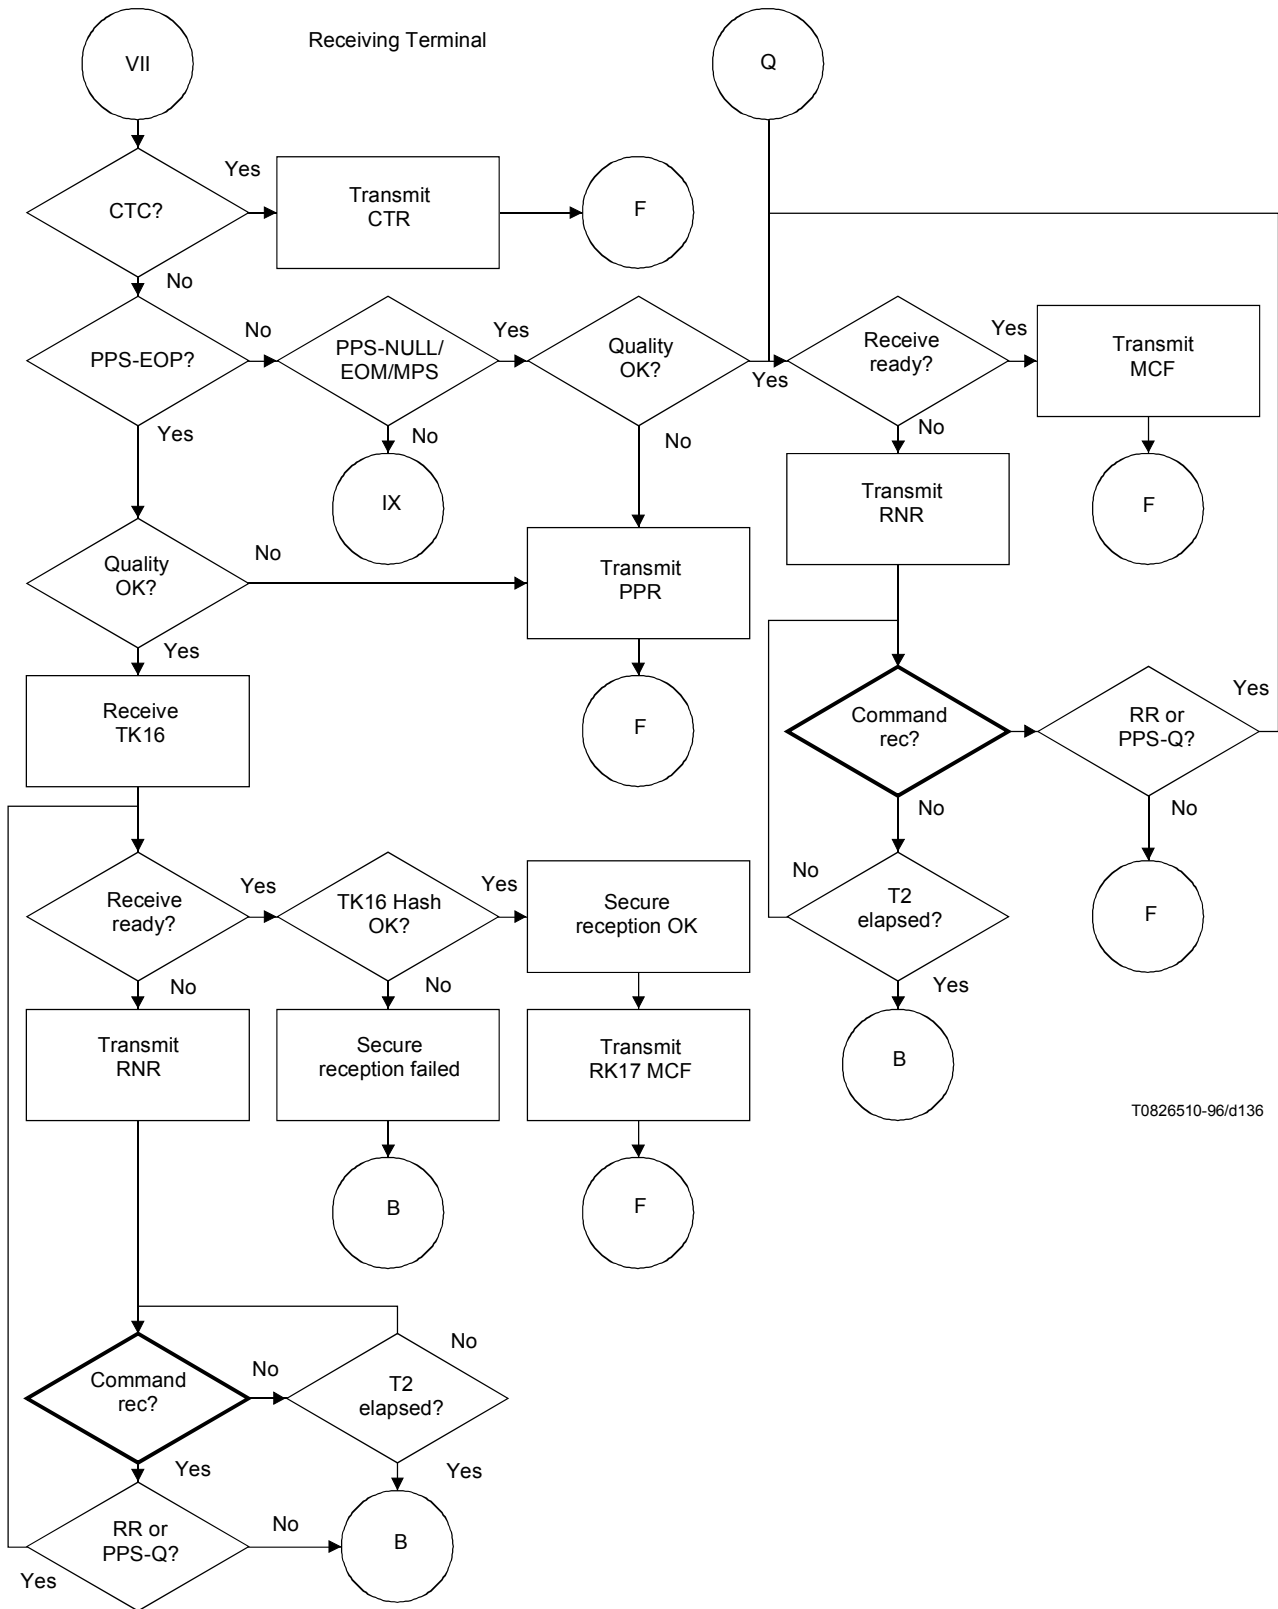 Receiving Terminal
VII
Q
CTC?
Yes
Transmit
CTR
F
No
PPS-EOP?
No
PPS-NULL/
EOM/MPS
Yes
Quality
OK?
Yes
Receive
ready?
Yes
Transmit
MCF
Yes
No
IX
No
No
Transmit
RNR
F
Quality
OK?
No
Transmit
PPR
Yes
F
Receive
TK16
Command
rec?
RR or
PPS-Q?
Yes
No
No
F
Receive
ready?
Yes
TK16 Hash
OK?
Yes
Secure
reception OK
No
T2
elapsed?
Yes
B
No
Transmit
RNR
No
Secure
reception failed
Transmit
RK17 MCF
B
F
T0826510-96/d136
Command
rec?
No
T2
elapsed?
No
Yes
Yes
RR or
PPS-Q?
No
B
Yes